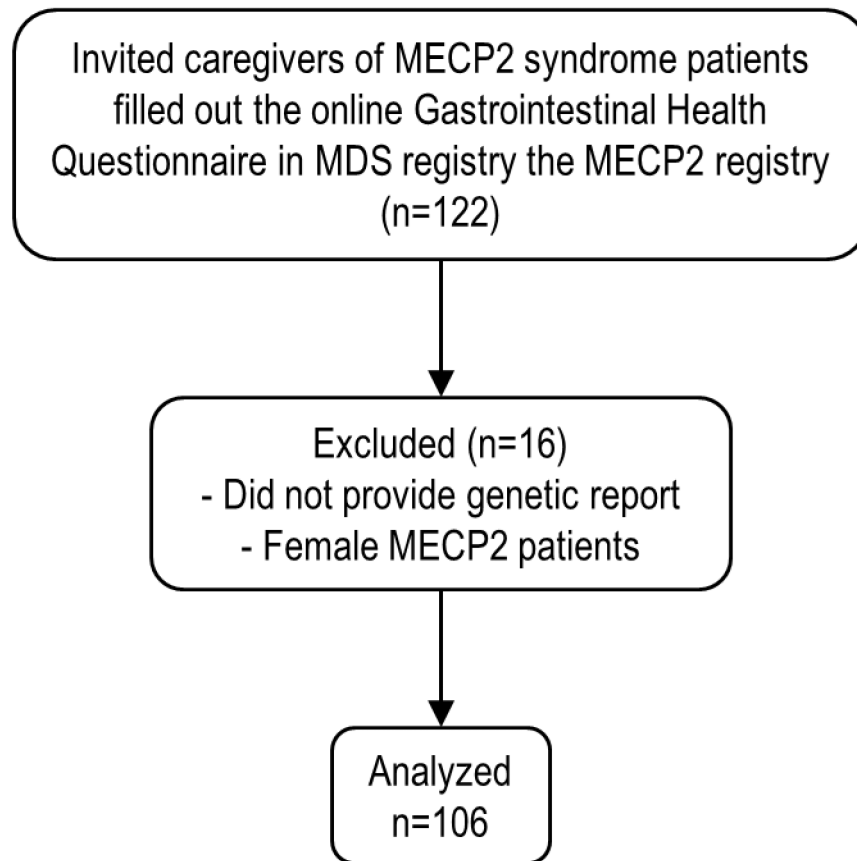 Invited caregivers of MECP2 syndrome patients
filled out the online Gastrointestinal Health
Questionnaire in MDS registry the MECP2 registry
(n=122)
Excluded (n=16)
- Did not provide genetic report
- Female MECP2 patients
Analyzed
n=106